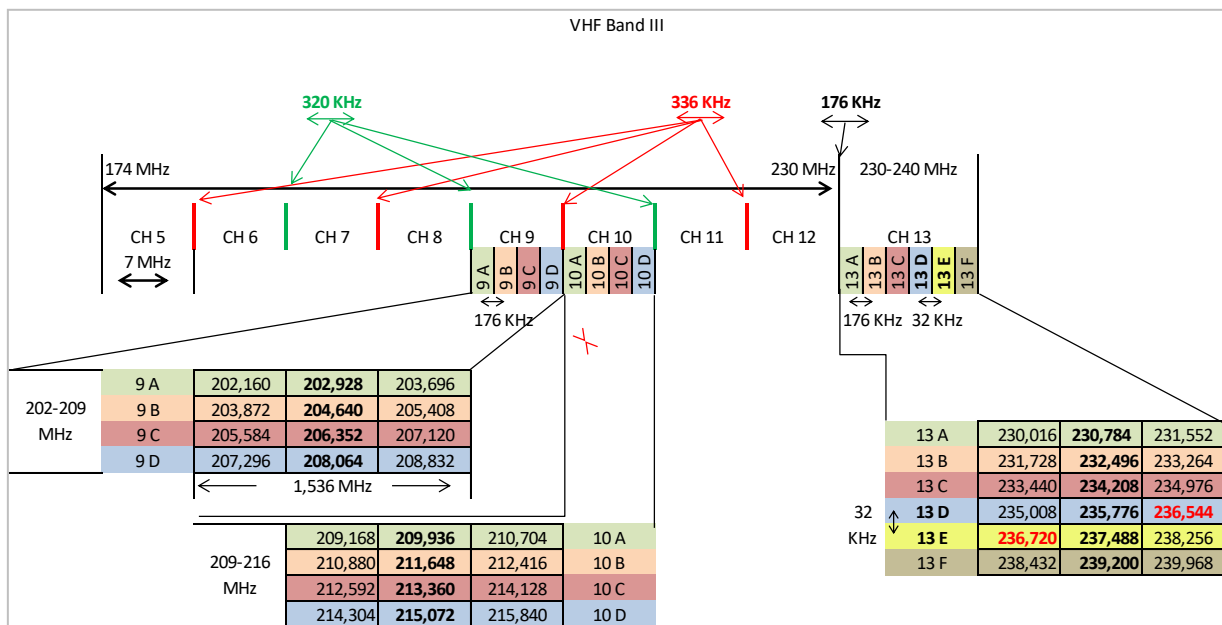 VHF Band III
320 KHz 336 KHz 176 KHz
174 MHz 230 MHz 230-240 MHz
CH 5 CH 6 CH 7 CH 8 CH 9 CH 10 CH 11 CH 12 CH 13
7 MHz
9 A 9 B 9 C 9 D 10 A 10 B 10 C 10 D 13 A 13 B 13 C 13 D 13 E 13 F
176 KHz 176 KHz 32 KHz
202-209 MHz
9 A 202,160 202,928 203,696
9 B 203,872 204,640 205,408
9 C 205,584 206,352 207,120
9 D 207,296 208,064 208,832
1,536 MHz
209-216 MHz
209,168 209,936 210,704 10 A
210,880 211,648 212,416 10 B
212,592 213,360 214,128 10 C
214,304 215,072 215,840 10 D
13 A 230,016 230,784 231,552
13 B 231,728 232,496 233,264
13 C 233,440 234,208 234,976
32 KHz
13 D 235,008 235,776 236,544
13 E 236,720 237,488 238,256
13 F 238,432 239,200 239,968